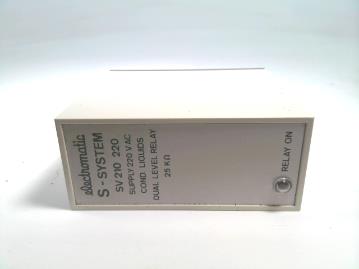 electromatic
S-SYSTEM
SV 210 220
SUPPLY 220 V AC
COND. LIQUIDS
DUAL LEVEL RELAY
25 KΩ
RELAY ON